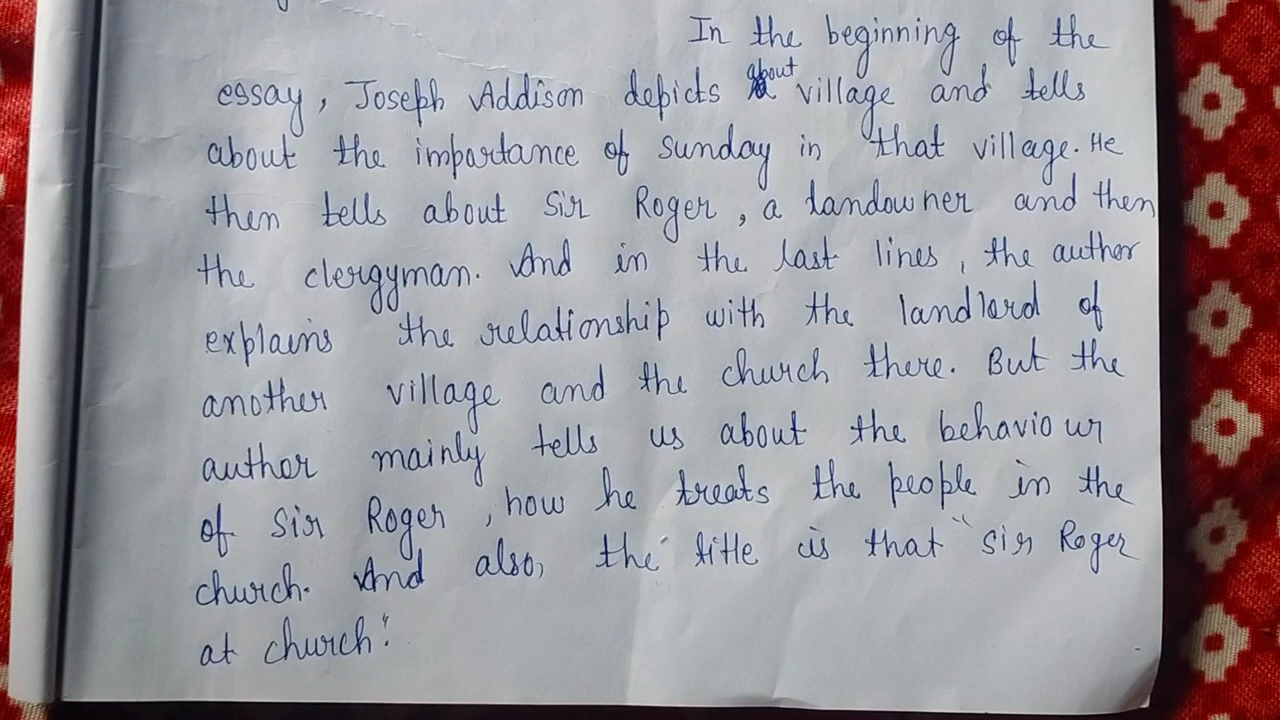 In the beginning of the
essay, Joseph Addison depicts about village and tells
about the importance of sunday in that village. He
then tells about Sir Roger, a landowner and then
the clergyman. And in the last lines, the author
explains the relationship with the landlord of
another village and the church there. But the
author mainly tells us about the behaviour
of Sir Roger, how he treats the people in the
church. And also, the title is that "Sir Roger
at church".